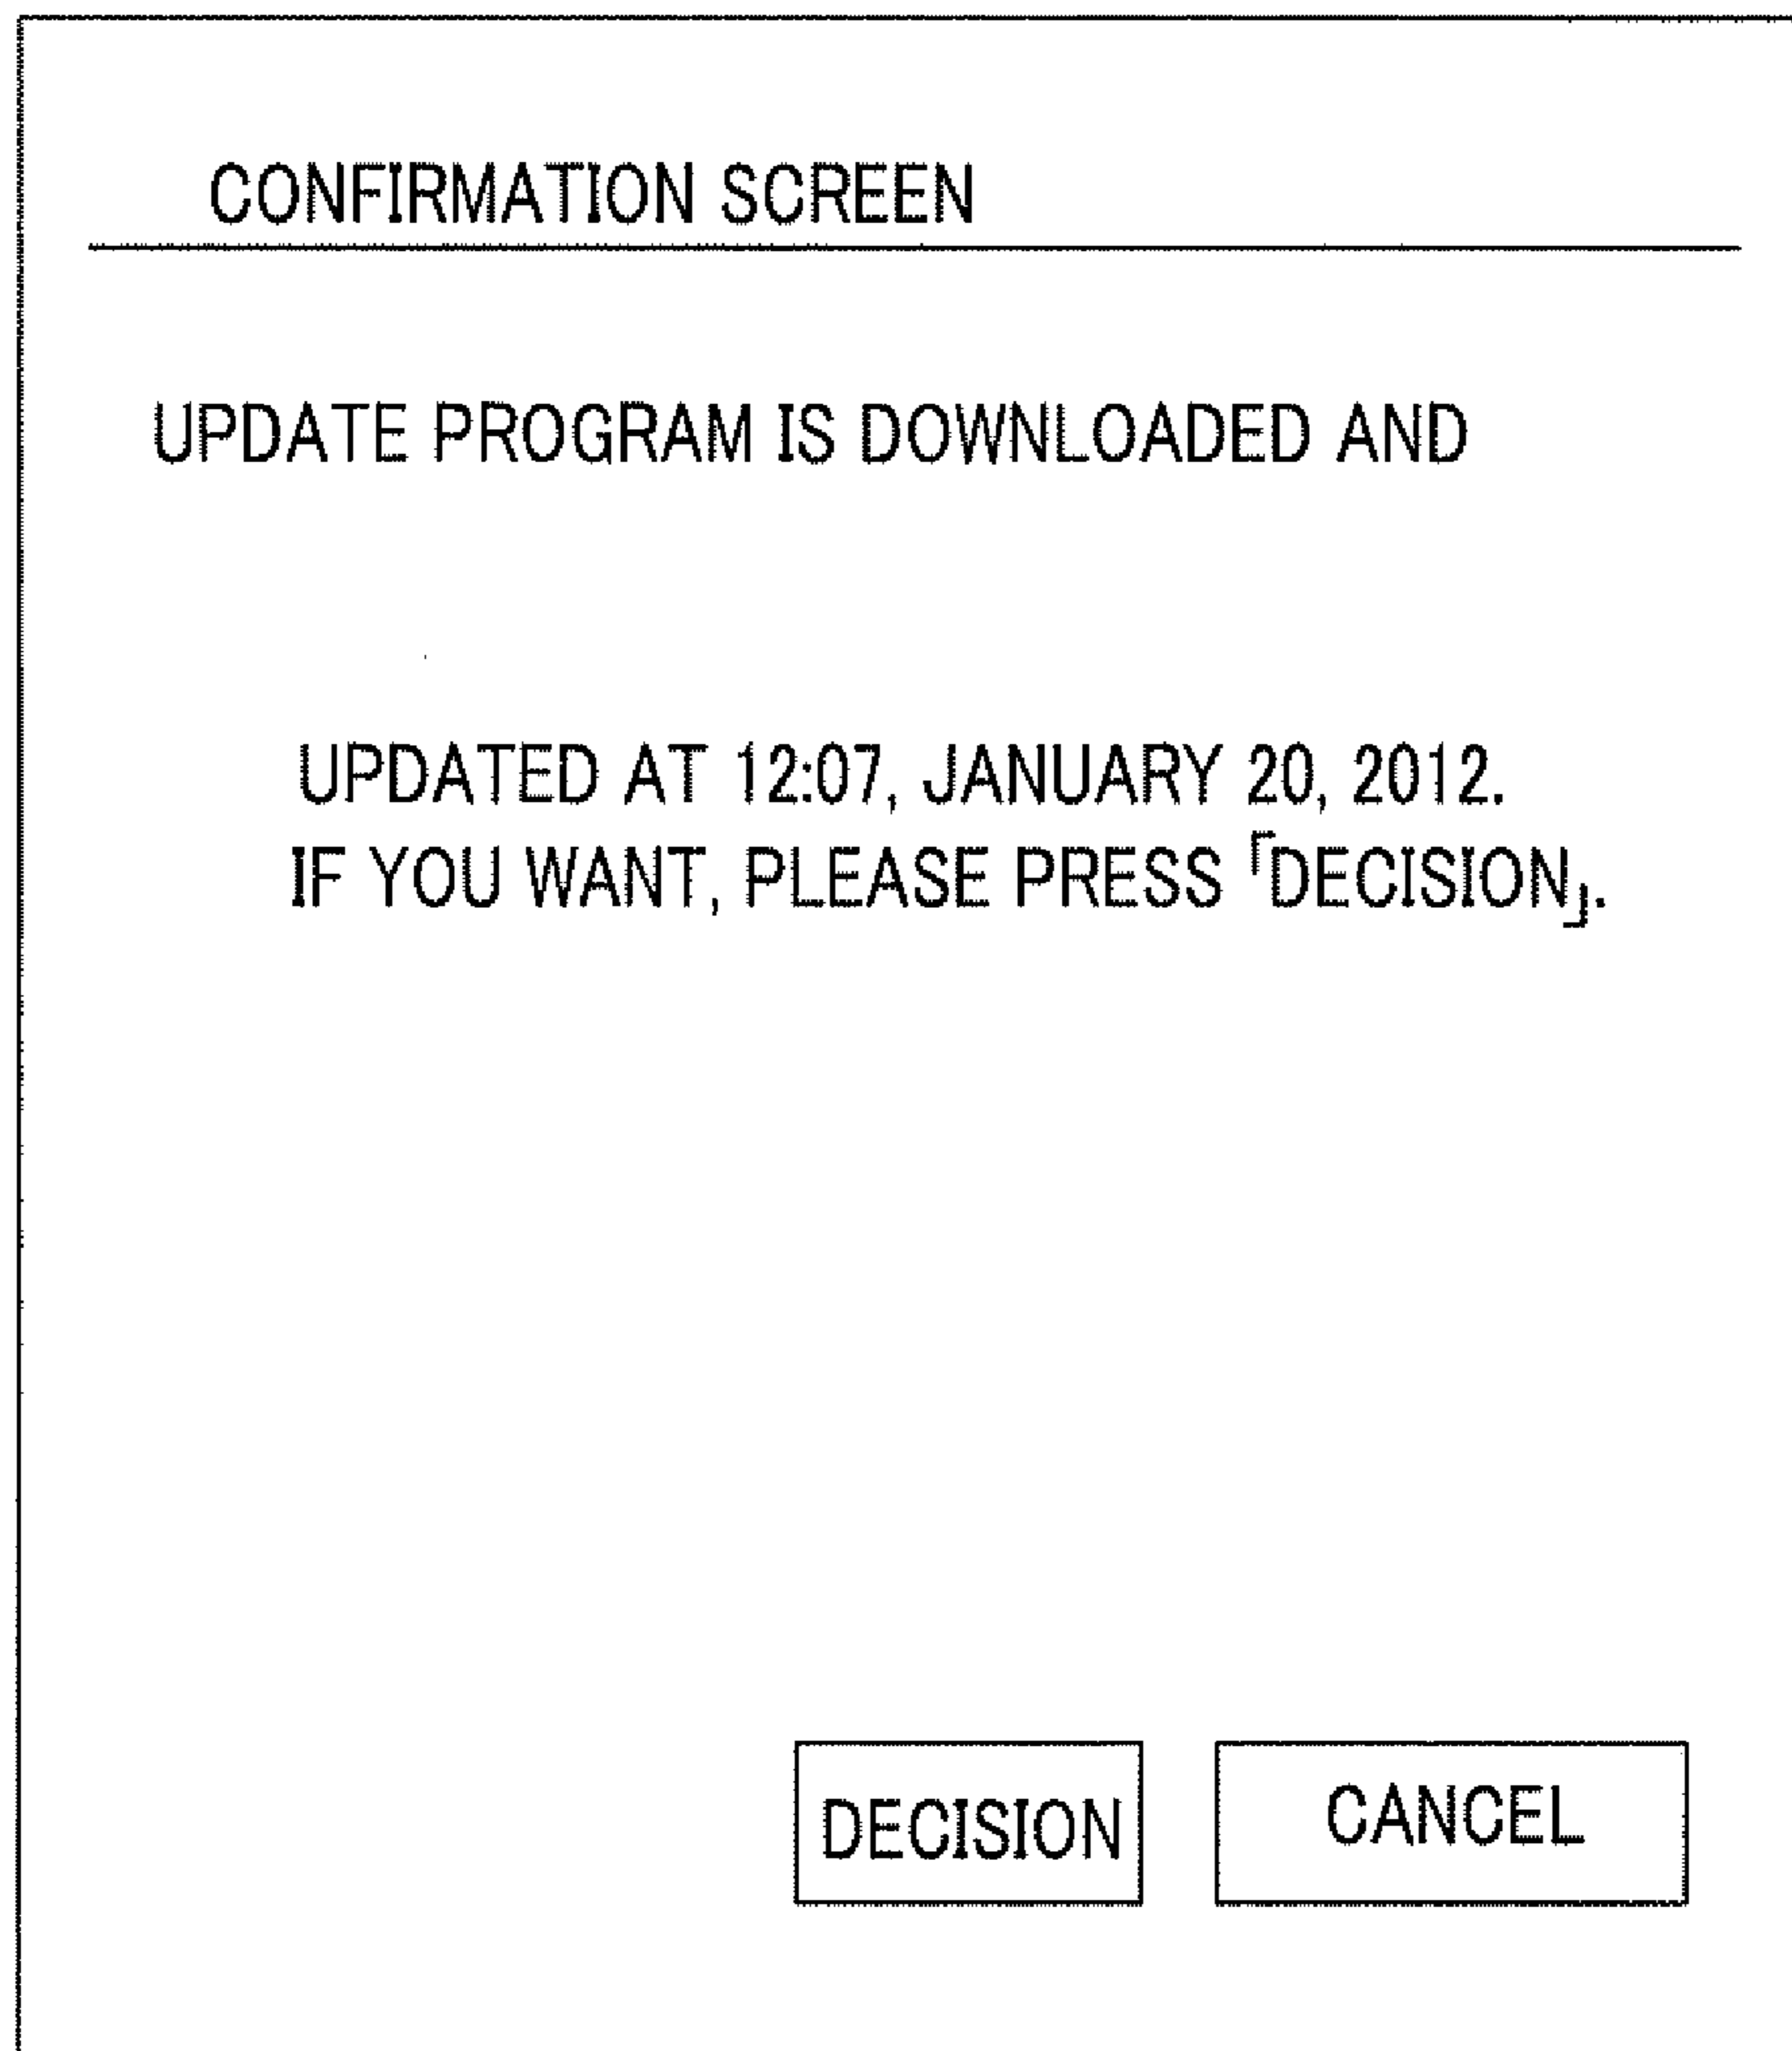 CONFIRMATION SCREEN
UPDATE PROGRAM IS DOWNLOADED AND
UPDATED AT 12:07, JANUARY 20, 2012.
IF YOU WANT, PLEASE PRESS 「DECISION」.
DECISION
CANCEL